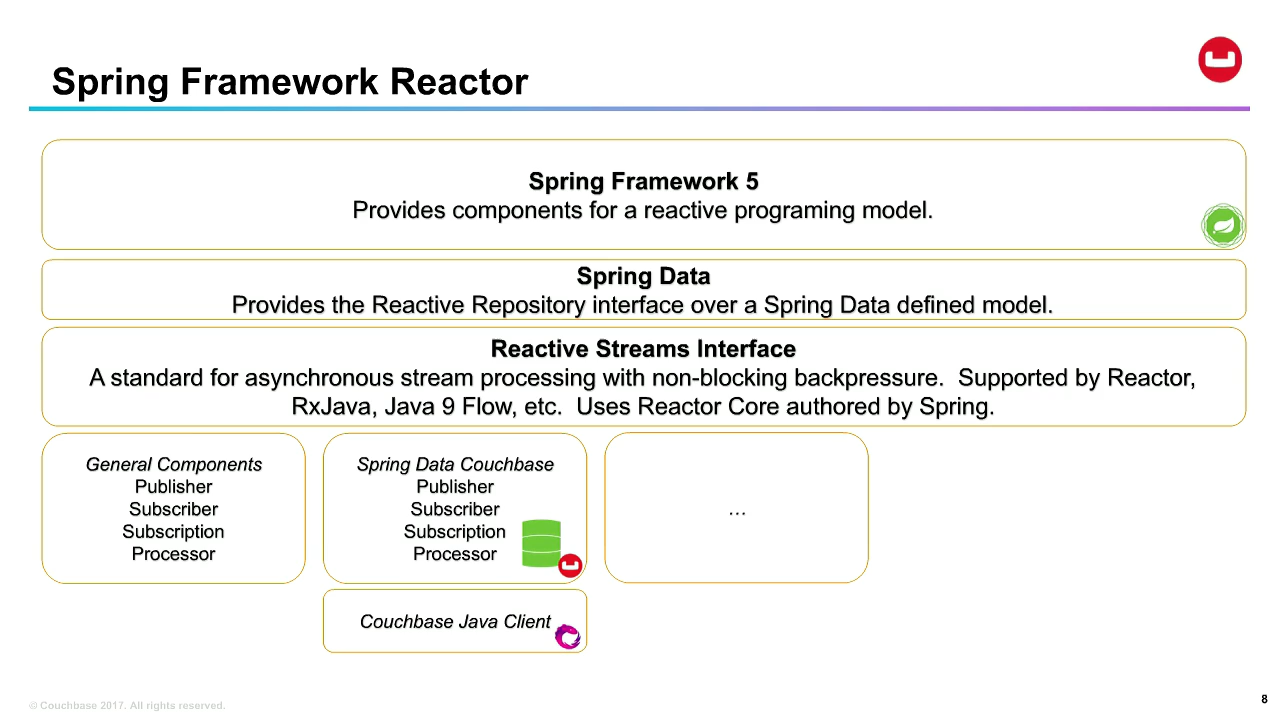 Spring Framework Reactor
Spring Framework 5
Provides components for a reactive programing model.
Spring Data
Provides the Reactive Repository interface over a Spring Data defined model.
Reactive Streams Interface
A standard for asynchronous stream processing with non-blocking backpressure.  Supported by Reactor,
RxJava, Java 9 Flow, etc.  Uses Reactor Core authored by Spring.
General Components
Publisher
Subscriber
Subscription
Processor
Spring Data Couchbase
Publisher
Subscriber
Subscription
Processor
…
Couchbase Java Client
© Couchbase 2017. All rights reserved.
8